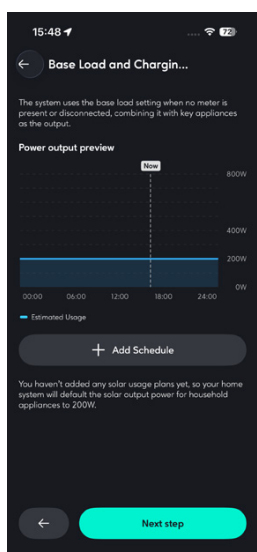 15:48
72
Base Load and Chargin...
The system uses the base load setting when no meter is
present or disconnected, combining it with key appliances
as the output.
Power output preview
Now
800W
400W
200W
0W
00:00 06:00 12:00 18:00 24:00
Estimated Usage
+ Add Schedule
You haven't added any solar usage plans yet, so your home
system will default the solar output power for household
appliances to 200W.
Next step